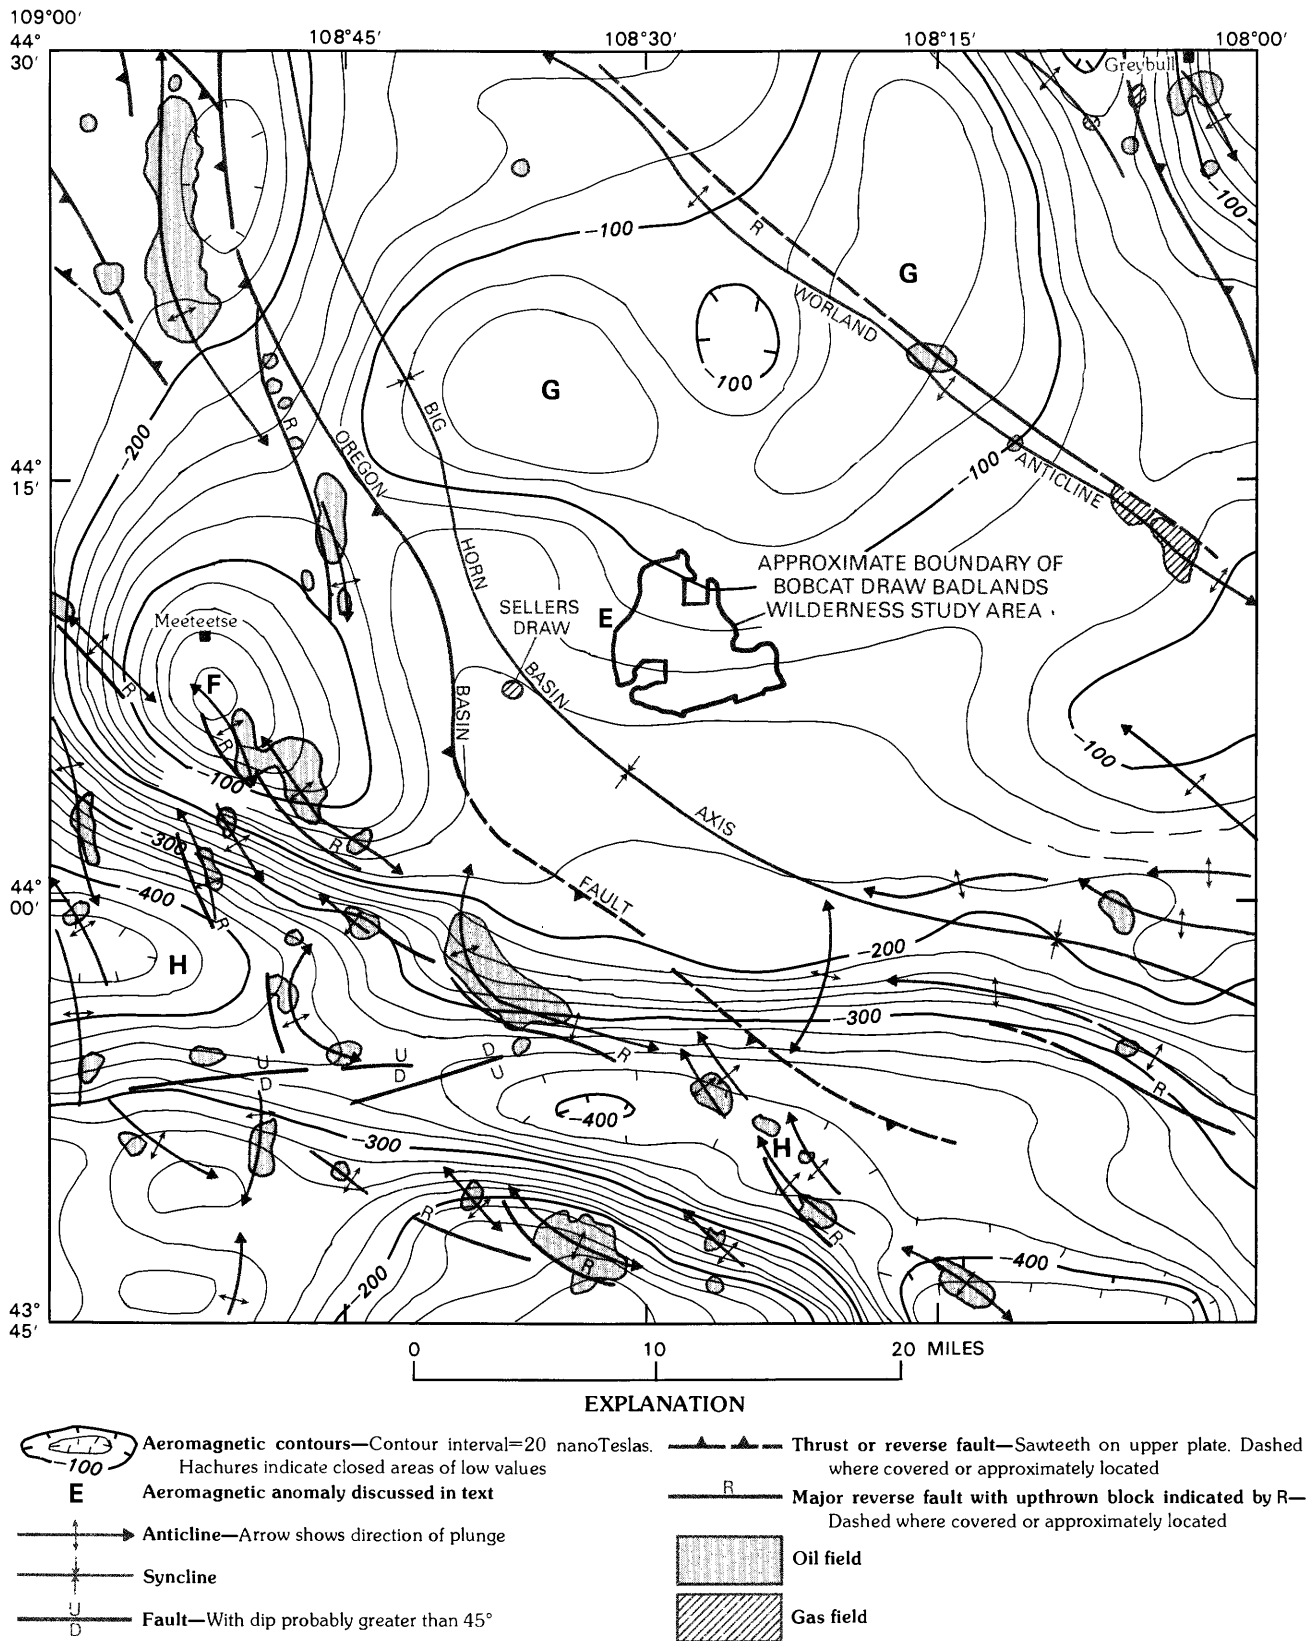 109°00'
108°45'
108°30'
108°15'
108°00'
44°
30'
Greybull
-100
-100
R
G
WORLAND
-100
G
BIG
R
OREGON
-200
44°
15'
-100
ANTICLINE
HORN
APPROXIMATE BOUNDARY OF
BOBCAT DRAW BADLANDS
WILDERNESS STUDY AREA
SELLERS
DRAW
E
Meeteetse
F
R
R
BASIN
BASIN
-100
-100
AXIS
R
-300
-400
44°
00'
FAULT
R
-200
H
-300
U
D
U
D
D
U
R
R
-400
-300
H
R
R
R
-200
-400
43°
45'
0 10 20 MILES
EXPLANATION
-100
Aeromagnetic contours—Contour interval=20 nanoTeslas.
Hachures indicate closed areas of low values
E Aeromagnetic anomaly discussed in text
Anticline—Arrow shows direction of plunge
Syncline
U
D
Fault—With dip probably greater than 45°
Thrust or reverse fault—Sawteeth on upper plate. Dashed
where covered or approximately located
R
Major reverse fault with upthrown block indicated by R—
Dashed where covered or approximately located
Oil field
Gas field